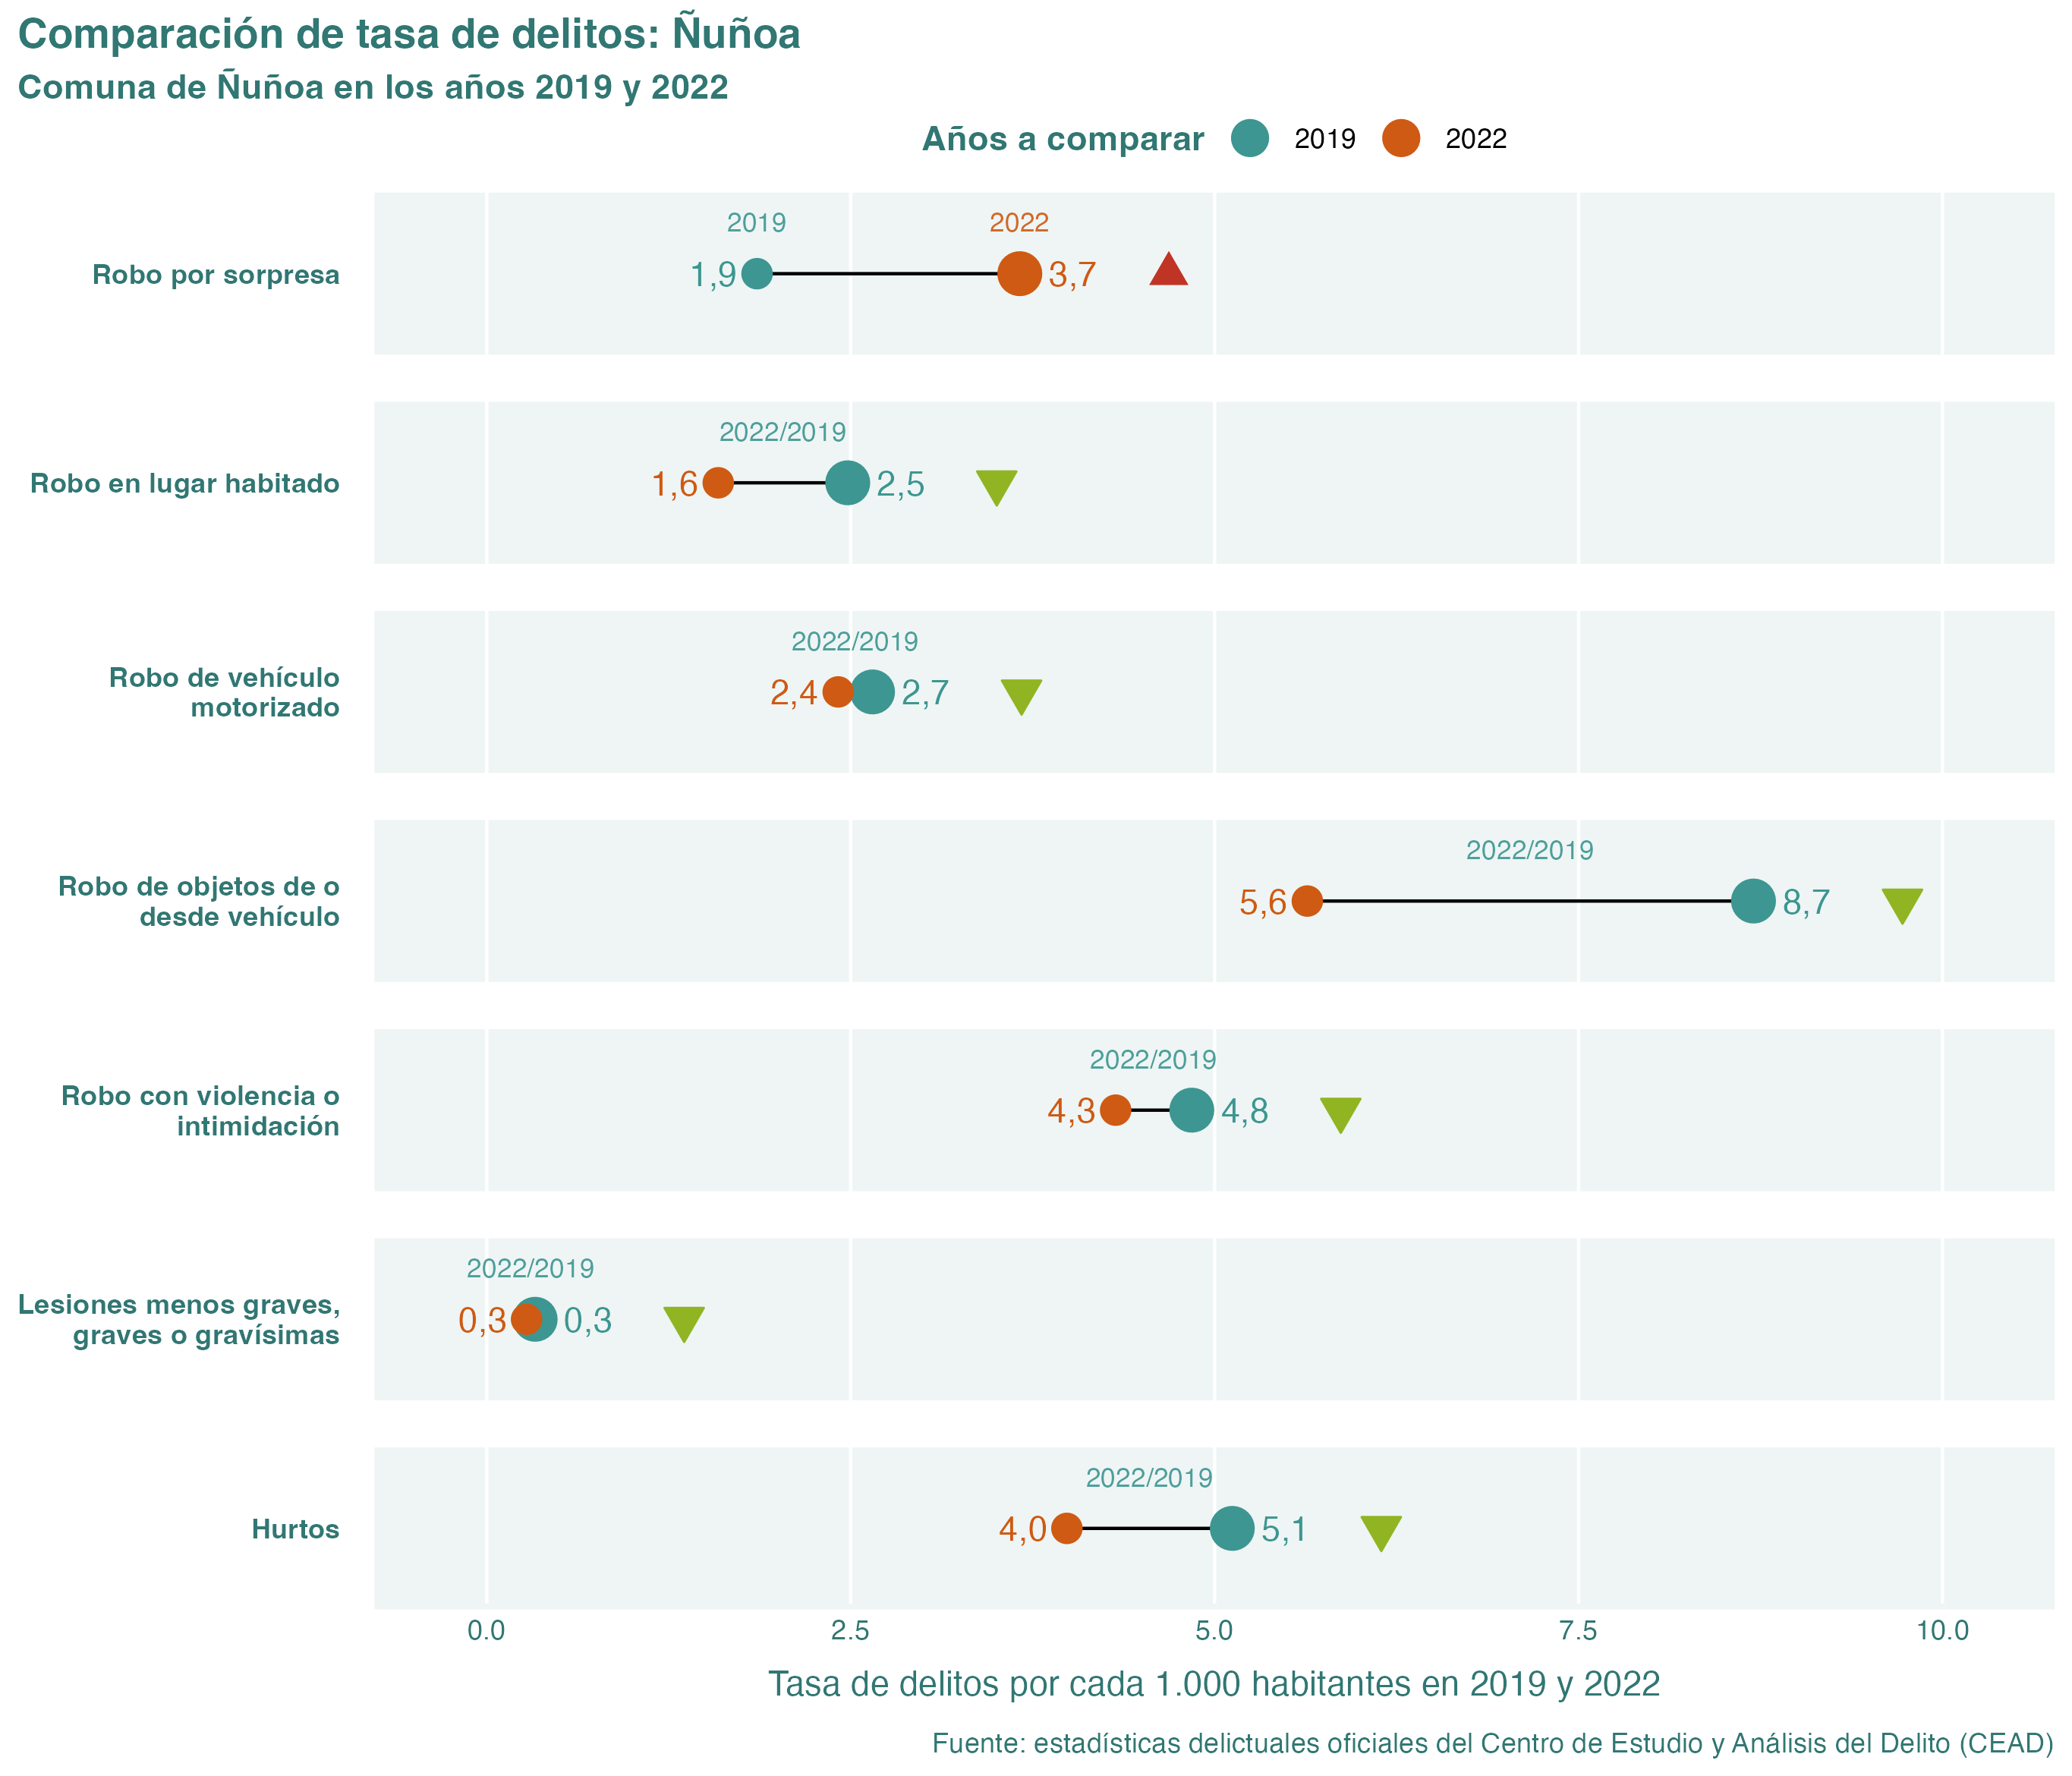 Comparación de tasa de delitos: Ñuñoa
Comuna de Ñuñoa en los años 2019 y 2022
Años a comparar 2019 2022
2019 2022
Robo por sorpresa 1,9 3,7
2022/2019
Robo en lugar habitado 1,6 2,5
2022/2019
Robo de vehículo
motorizado
2,4 2,7
2022/2019
Robo de objetos de o
desde vehículo
5,6 8,7
2022/2019
Robo con violencia o
intimidación
4,3 4,8
2022/2019
Lesiones menos graves,
graves o gravísimas
0,3 0,3
2022/2019
Hurtos 4,0 5,1
0.0 2.5 5.0 7.5 10.0
Tasa de delitos por cada 1.000 habitantes en 2019 y 2022
Fuente: estadísticas delictuales oficiales del Centro de Estudio y Análisis del Delito (CEAD)